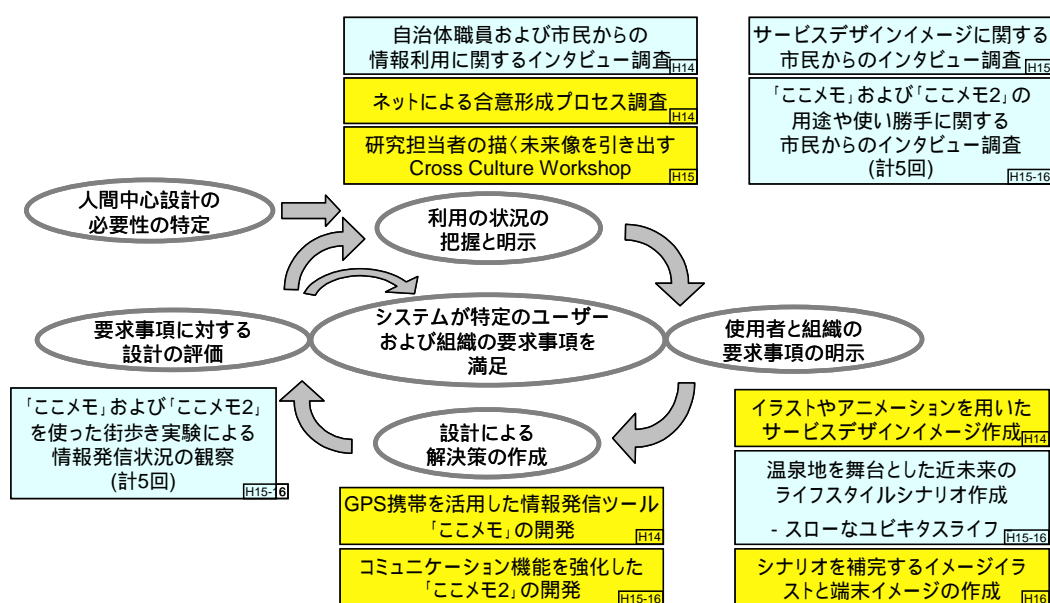 自治体職員および市民からの
情報利用に関するインタビュー調査
H14
ネットによる合意形成プロセス調査
H14
研究担当者の描く未来像を引き出す
Cross Culture Workshop
H15
サービスデザインイメージに関する
市民からのインタビュー調査
H15
「ここメモ」および「ここメモ2」の
用途や使い勝手に関する
市民からのインタビュー調査
(計5回)
H15-16
人間中心設計の
必要性の特定
利用の状況の
把握と明示
要求事項に対する
設計の評価
システムが特定のユーザー
および組織の要求事項を
満足
使用者と組織の
要求事項の明示
「ここメモ」および「ここメモ2」
を使った街歩き実験による
情報発信状況の観察
(計5回)
H15-16
設計による
解決策の作成
イラストやアニメーションを用いた
サービスデザインイメージ作成
H14
温泉地を舞台とした近未来の
ライフスタイルシナリオ作成
- スローなユビキタスライフ -
H15-16
GPS携帯を活用した情報発信ツール
「ここメモ」の開発
H14
コミュニケーション機能を強化した
「ここメモ2」の開発
H15-16
シナリオを補完するイメージイラ
ストと端末イメージの作成
H16